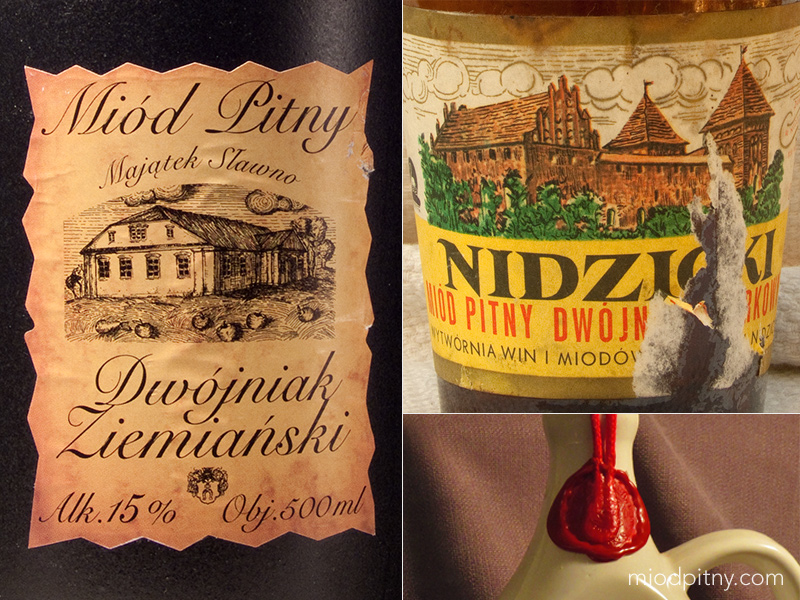 Miód Pitny
Majątek Sławno
Dwójniak
Ziemiański
Alk. 15% Obj. 500ml
NIDZICKI
MIÓD PITNY DWÓJN
WYTWÓRNIA WIN I MIODÓW
miodpitny.com